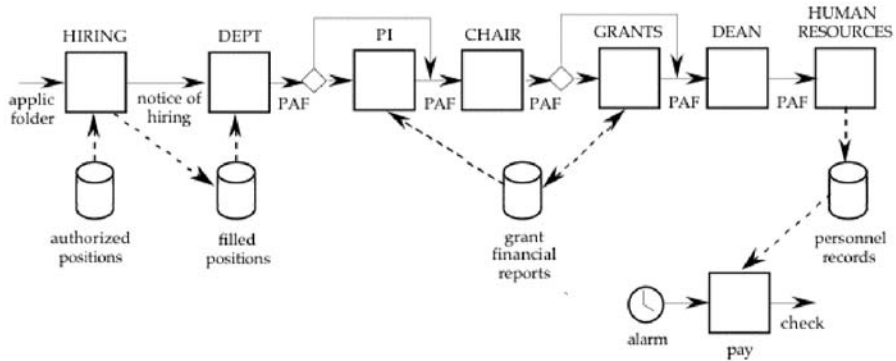 HIRING
DEPT
PI
CHAIR
GRANTS
DEAN
HUMAN
RESOURCES
applic
folder
notice of
hiring
PAF
PAF
PAF
PAF
PAF
authorized
positions
filled
positions
grant
financial
reports
personnel
records
alarm
pay
check